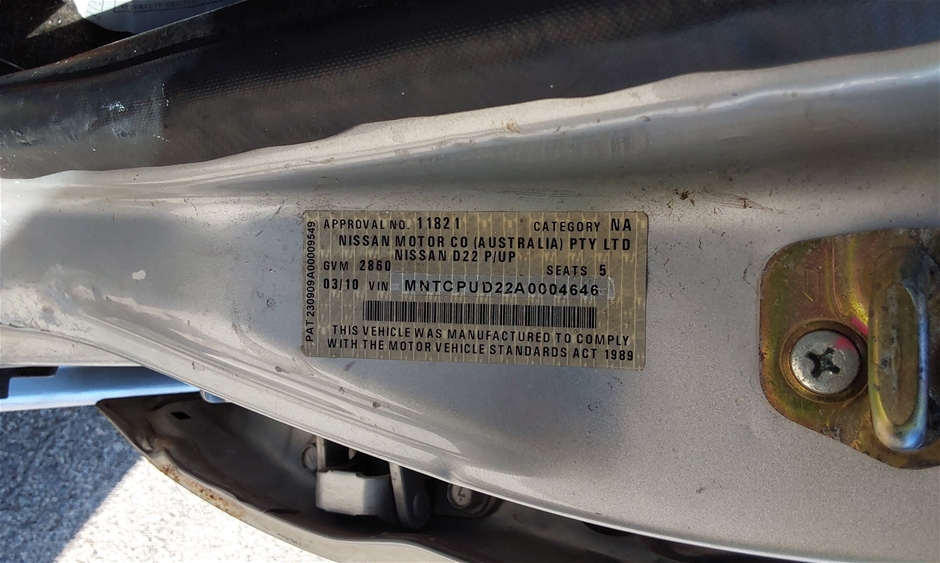 APPROVAL NO. 11821 CATEGORY NA
NISSAN MOTOR CO (AUSTRALIA) PTY LTD
NISSAN D22 P/UP
GVM 2860 SEATS 5
03/10 VIN MNTCPUD22A0004646
THIS VEHICLE WAS MANUFACTURED TO COMPLY
WITH THE MOTOR VEHICLE STANDARDS ACT 1989
PAT 230909A00009549